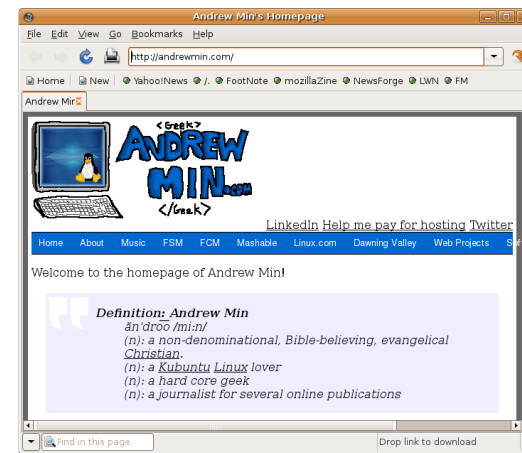 Andrew Min's Homepage
File Edit View Go Bookmarks Help
http://andrewmin.com/
Home New Yahoo!News /. FootNote mozillaZine NewsForge LWN FM
Andrew Min
<Geek>
ANDREW
MIN.com
</Geek>
LinkedIn Help me pay for hosting Twitter
Home About Music FSM FCM Mashable Linux.com Dawning Valley Web Projects
Welcome to the homepage of Andrew Min!
Definition: Andrew Min
ăn'dro͞o /mi:n/
(n): a non-denominational, Bible-believing, evangelical
Christian.
(n): a Kubuntu Linux lover
(n): a hard core geek
(n): a journalist for several online publications
Find in this page Drop link to download